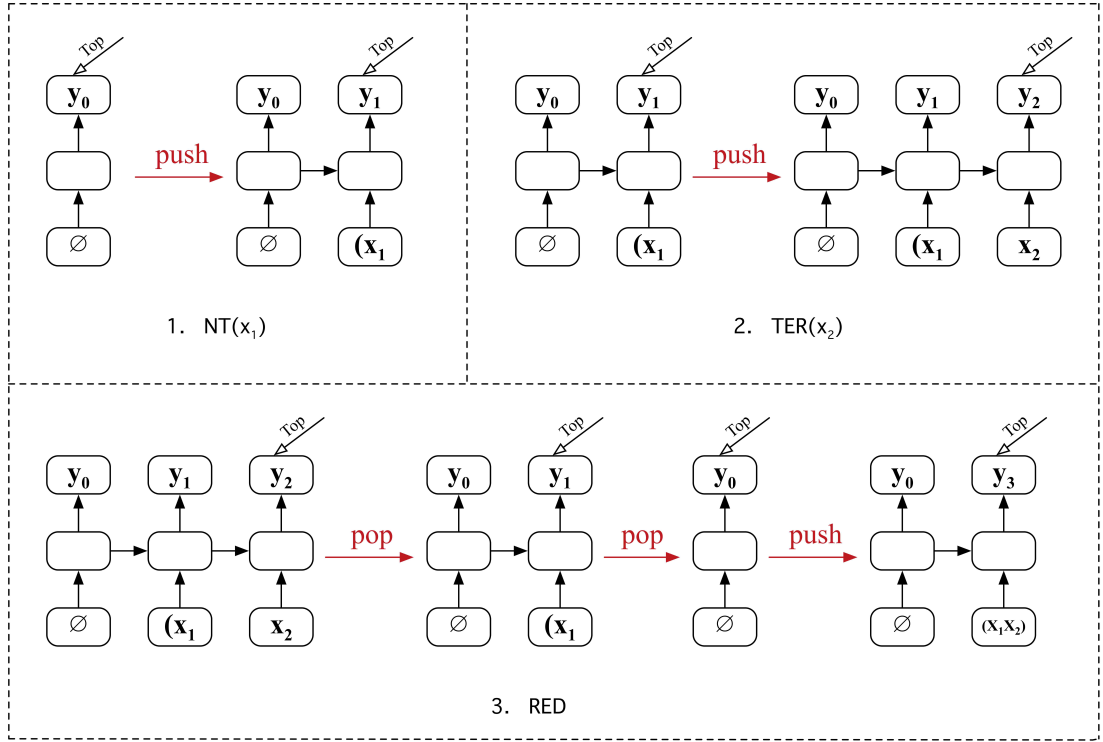 Top Top
y₀ y₀ y₁
push
∅ ∅ (x₁
1. NT(x₁)
Top Top
y₀ y₁ y₀ y₁ y₂
push
∅ (x₁ ∅ (x₁ x₂
2. TER(x₂)
Top Top Top Top
y₀ y₁ y₂ y₀ y₁ y₀ y₀ y₃
pop pop push
∅ (x₁ x₂ ∅ (x₁ ∅ ∅ (x₁x₂)
3. RED